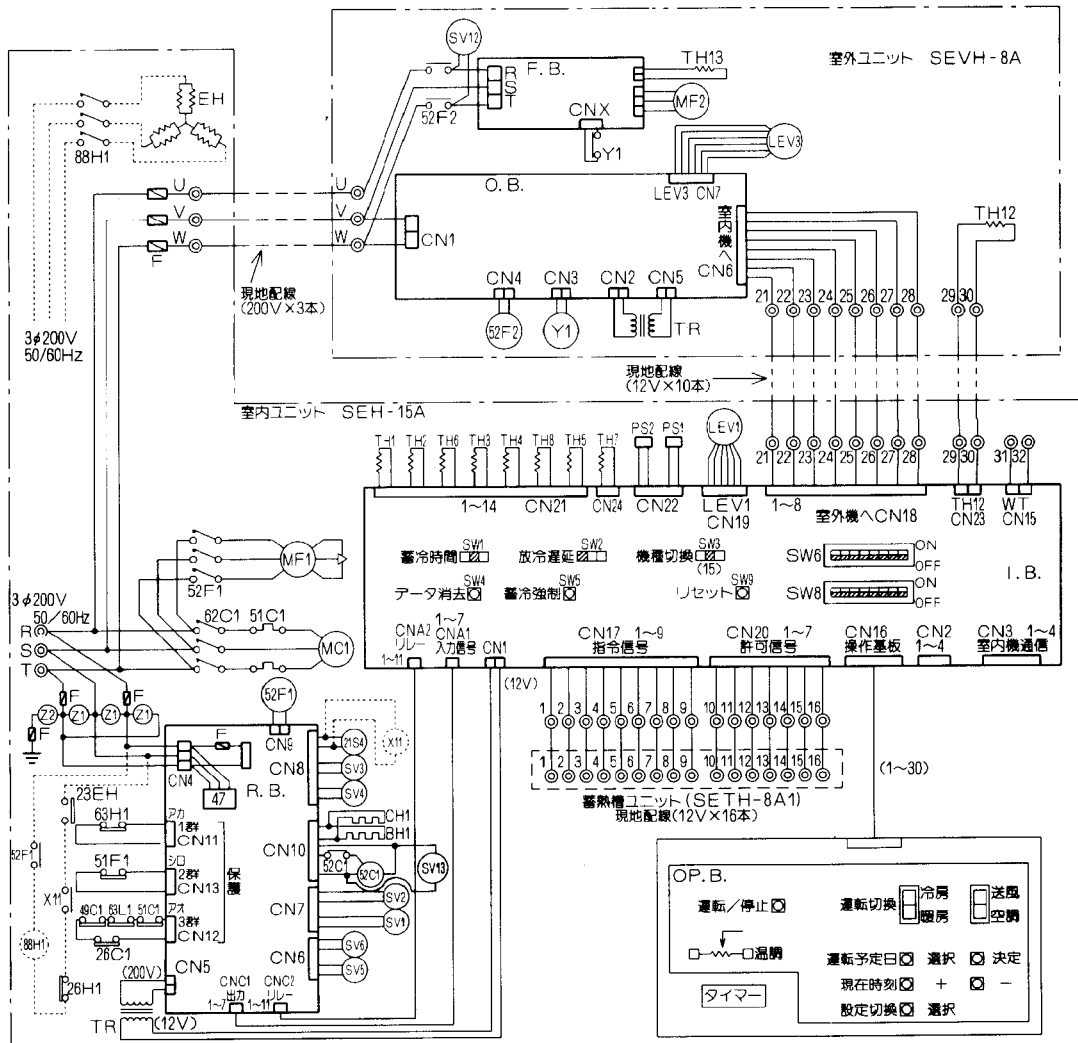 室外ユニット SEVH-8A
SV12
F.B.
R
S
T
TH13
MF2
CNX
Y1
52F2
EH
88H1
LEV3
LEV3 CN7
O.B.
U
V
W
F
U
V
W
CN1
室内機へ
CN6
TH12
CN4
CN3
CN2
CN5
52F2
Y1
TR
21 22 23 24 25 26 27 28 29 30
現地配線
(200V×3本)
3φ200V
50/60Hz
現地配線
(12V×10本)
室内ユニット SEH-15A
TH1 TH2 TH6 TH3 TH4 TH8 TH5 TH7
PS2 PS1
LEV1
21 22 23 24 25 26 27 28 29 30 31 32
1~14 CN21
CN24
CN22
LEV1
CN19
1~8
室外機へCN18
TH12
CN23
WT
CN15
蓄冷時間
SW1
放冷遅延
SW2
機種切換
SW3
(15)
SW6
ON
OFF
データ消去
SW4
蓄冷強制
SW5
リセット
SW9
SW8
ON
OFF
I.B.
MF1
52F1
3φ200V
50/60Hz
R
S
T
62C1
51C1
MC1
CNA2
リレー
1~11
1~7
CNA1
入力信号
CN1
CN17 1~9
指令信号
CN20 1~7
許可信号
CN16
操作基板
CN2
1~4
CN3 1~4
室内機通信
(12V)
F
F
Z2
Z1
Z1
Z1
F
52F1
CN9
1 2 3 4 5 6 7 8 9 10 11 12 13 14 15 16
1 2 3 4 5 6 7 8 9 10 11 12 13 14 15 16
蓄熱槽ユニット(SETH-8A1)
現地配線(12V×16本)
(1~30)
CN4
F
47
R.B.
CN8
21S4
X11
SV3
SV4
23EH
63H1
アカ
1群
CN11
52F1
51F1
シロ
2群
CN13
保護
X11
49C1 63L1 51C1
アオ
3群
CN12
26C1
88H1
26H1
CN10
CH1
BH1
52C1
52C1
SV13
CN7
SV2
SV1
CN6
SV6
SV5
(200V)
CN5
CNC1
出力
1~7
CNC2
リレー
1~11
TR
(12V)
OP.B.
運転/停止
運転切換
冷房
暖房
送風
空調
温調
運転予定日 選択 決定
現在時刻 + −
設定切換 選択
タイマー